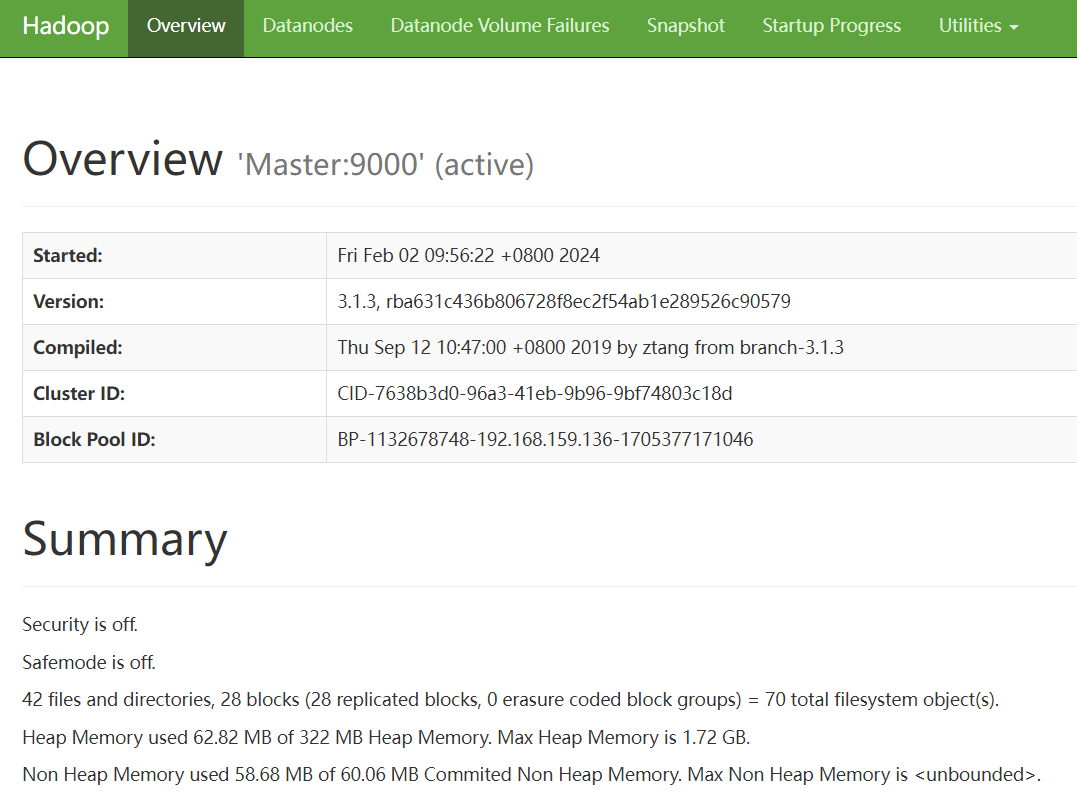 Hadoop Overview Datanodes Datanode Volume Failures Snapshot Startup Progress Utilities
Overview 'Master:9000' (active)
Started: Fri Feb 02 09:56:22 +0800 2024
Version: 3.1.3, rba631c436b806728f8ec2f54ab1e289526c90579
Compiled: Thu Sep 12 10:47:00 +0800 2019 by ztang from branch-3.1.3
Cluster ID: CID-7638b3d0-96a3-41eb-9b96-9bf74803c18d
Block Pool ID: BP-1132678748-192.168.159.136-1705377171046
Summary
Security is off.
Safemode is off.
42 files and directories, 28 blocks (28 replicated blocks, 0 erasure coded block groups) = 70 total filesystem object(s).
Heap Memory used 62.82 MB of 322 MB Heap Memory. Max Heap Memory is 1.72 GB.
Non Heap Memory used 58.68 MB of 60.06 MB Commited Non Heap Memory. Max Non Heap Memory is <unbounded>.